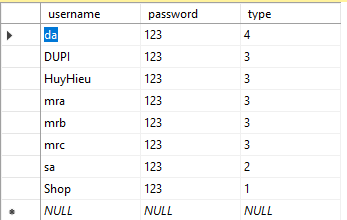 username password type
da 123 4
DUPI 123 3
HuyHieu 123 3
mra 123 3
mrb 123 3
mrc 123 3
sa 123 2
Shop 123 1
NULL NULL NULL